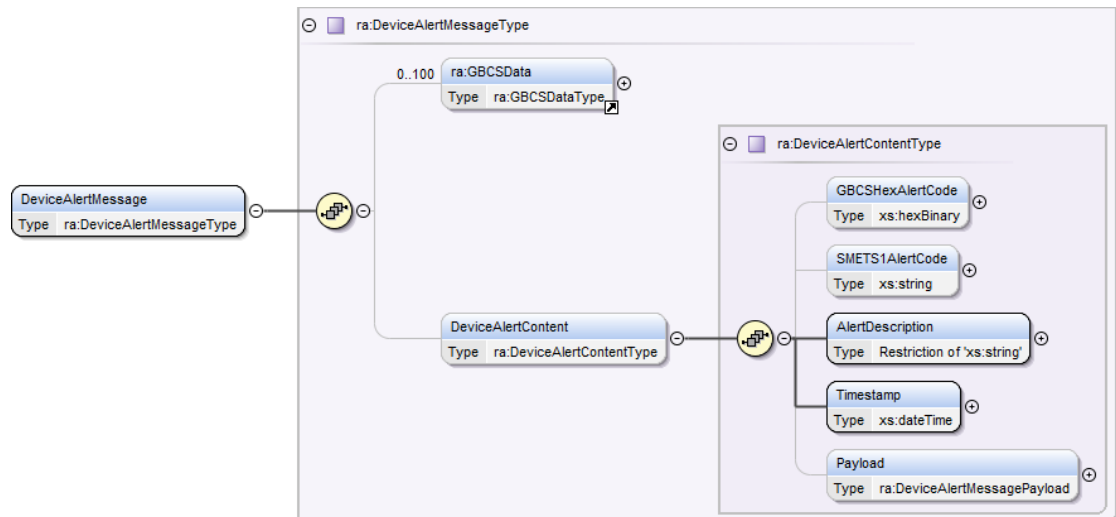 ra:DeviceAlertMessageType
0..100
ra:GBCSData
Type ra:GBCSDataType
ra:DeviceAlertContentType
GBCSHexAlertCode
Type xs:hexBinary
DeviceAlertMessage
Type ra:DeviceAlertMessageType
SMETS1AlertCode
Type xs:string
DeviceAlertContent
Type ra:DeviceAlertContentType
AlertDescription
Type Restriction of 'xs:string'
Timestamp
Type xs:dateTime
Payload
Type ra:DeviceAlertMessagePayload